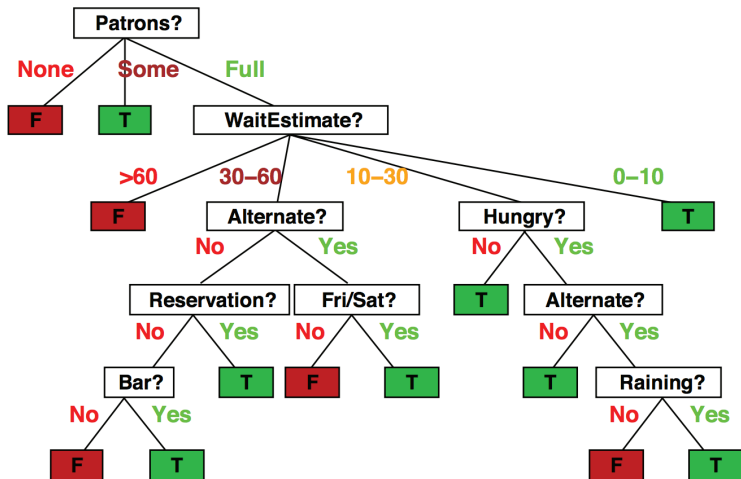 Patrons?
None Some Full
F T WaitEstimate?
>60 30–60 10–30 0–10
F Alternate? Hungry? T
No Yes No Yes
Reservation? Fri/Sat? T Alternate?
No Yes No Yes No Yes
Bar? T F T T Raining?
No Yes No Yes
F T F T